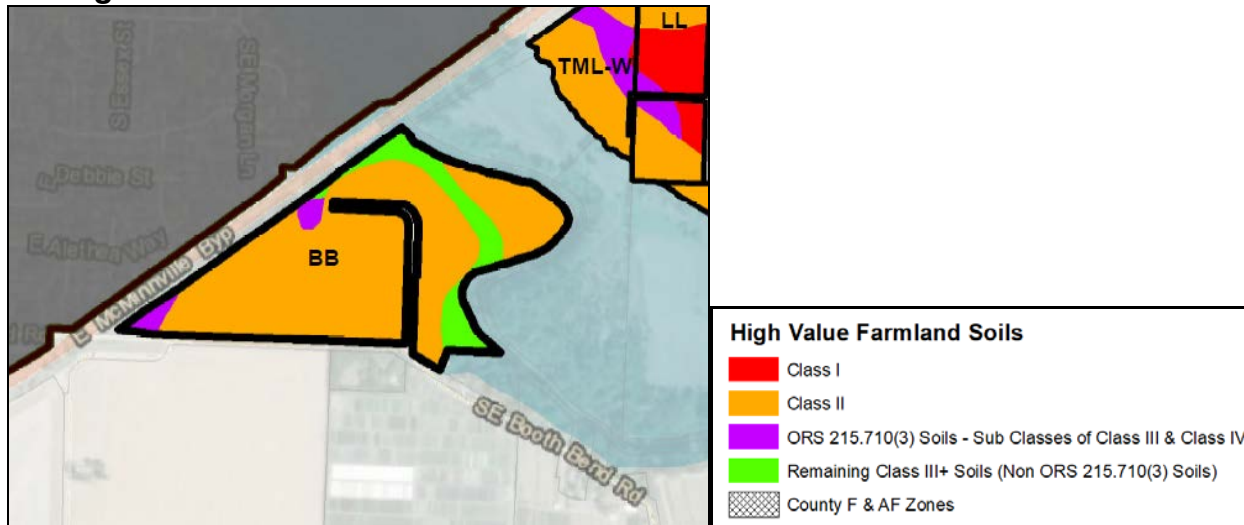 LL
TML-W
S Essex St
SE Morgan Ln
Debbie St
E Alethea Way
E McMinnville Byp
BB
SE Booth Bend Rd
High Value Farmland Soils
Class I
Class II
ORS 215.710(3) Soils - Sub Classes of Class III & Class IV
Remaining Class III+ Soils (Non ORS 215.710(3) Soils)
County F & AF Zones